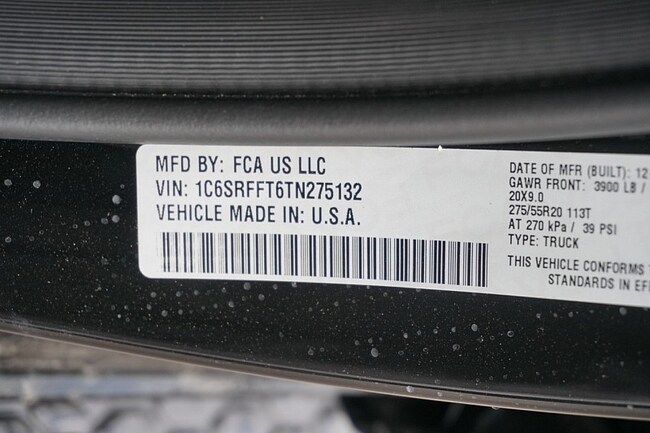 MFD BY: FCA US LLC
VIN: 1C6SRFFT6TN275132
VEHICLE MADE IN: U.S.A.
DATE OF MFR (BUILT): 12
GAWR FRONT: 3900 LB /
20X9.0
275/55R20 113T
AT 270 kPa / 39 PSI
TYPE: TRUCK
THIS VEHICLE CONFORMS
STANDARDS IN EF